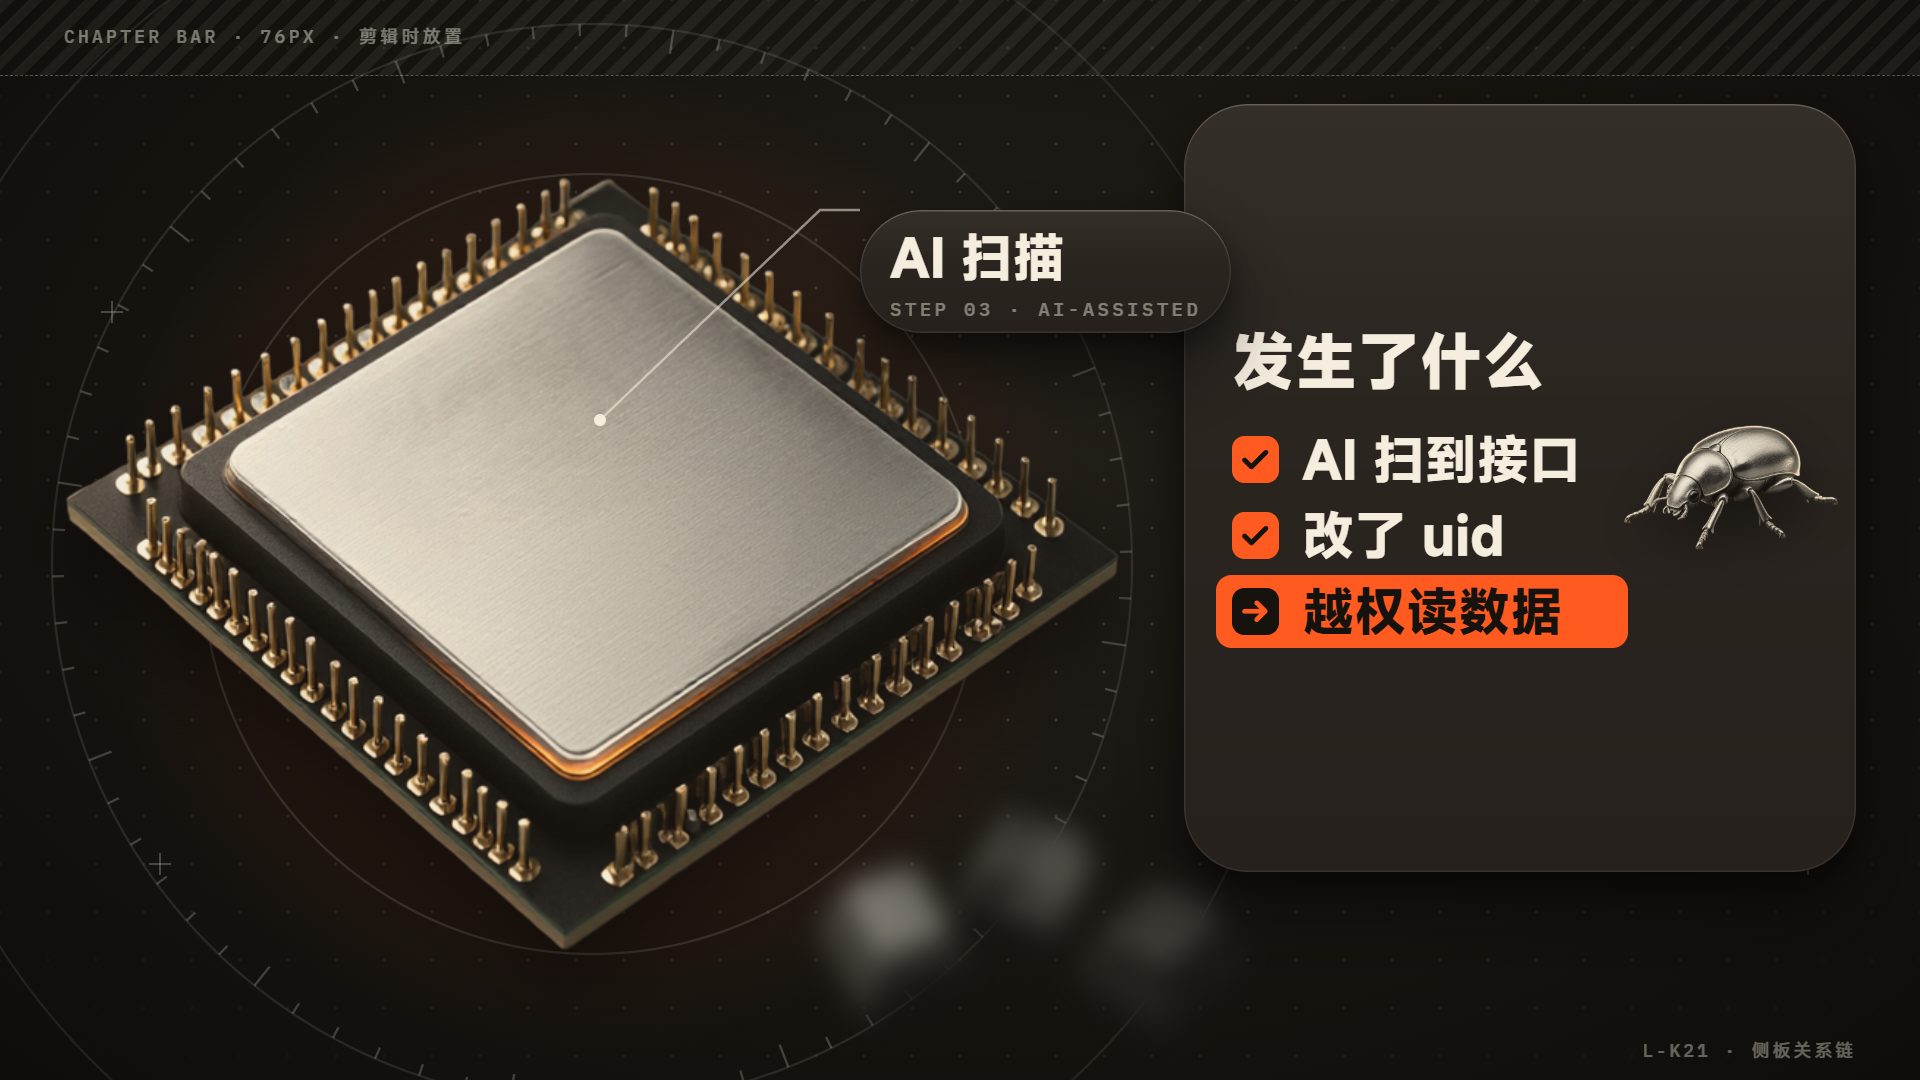 CHAPTER BAR · 76PX · 剪辑时放置
AI 扫描
STEP 03 · AI-ASSISTED
发生了什么
AI 扫到接口
改了 uid
越权读数据
L-K21 · 侧板关系链